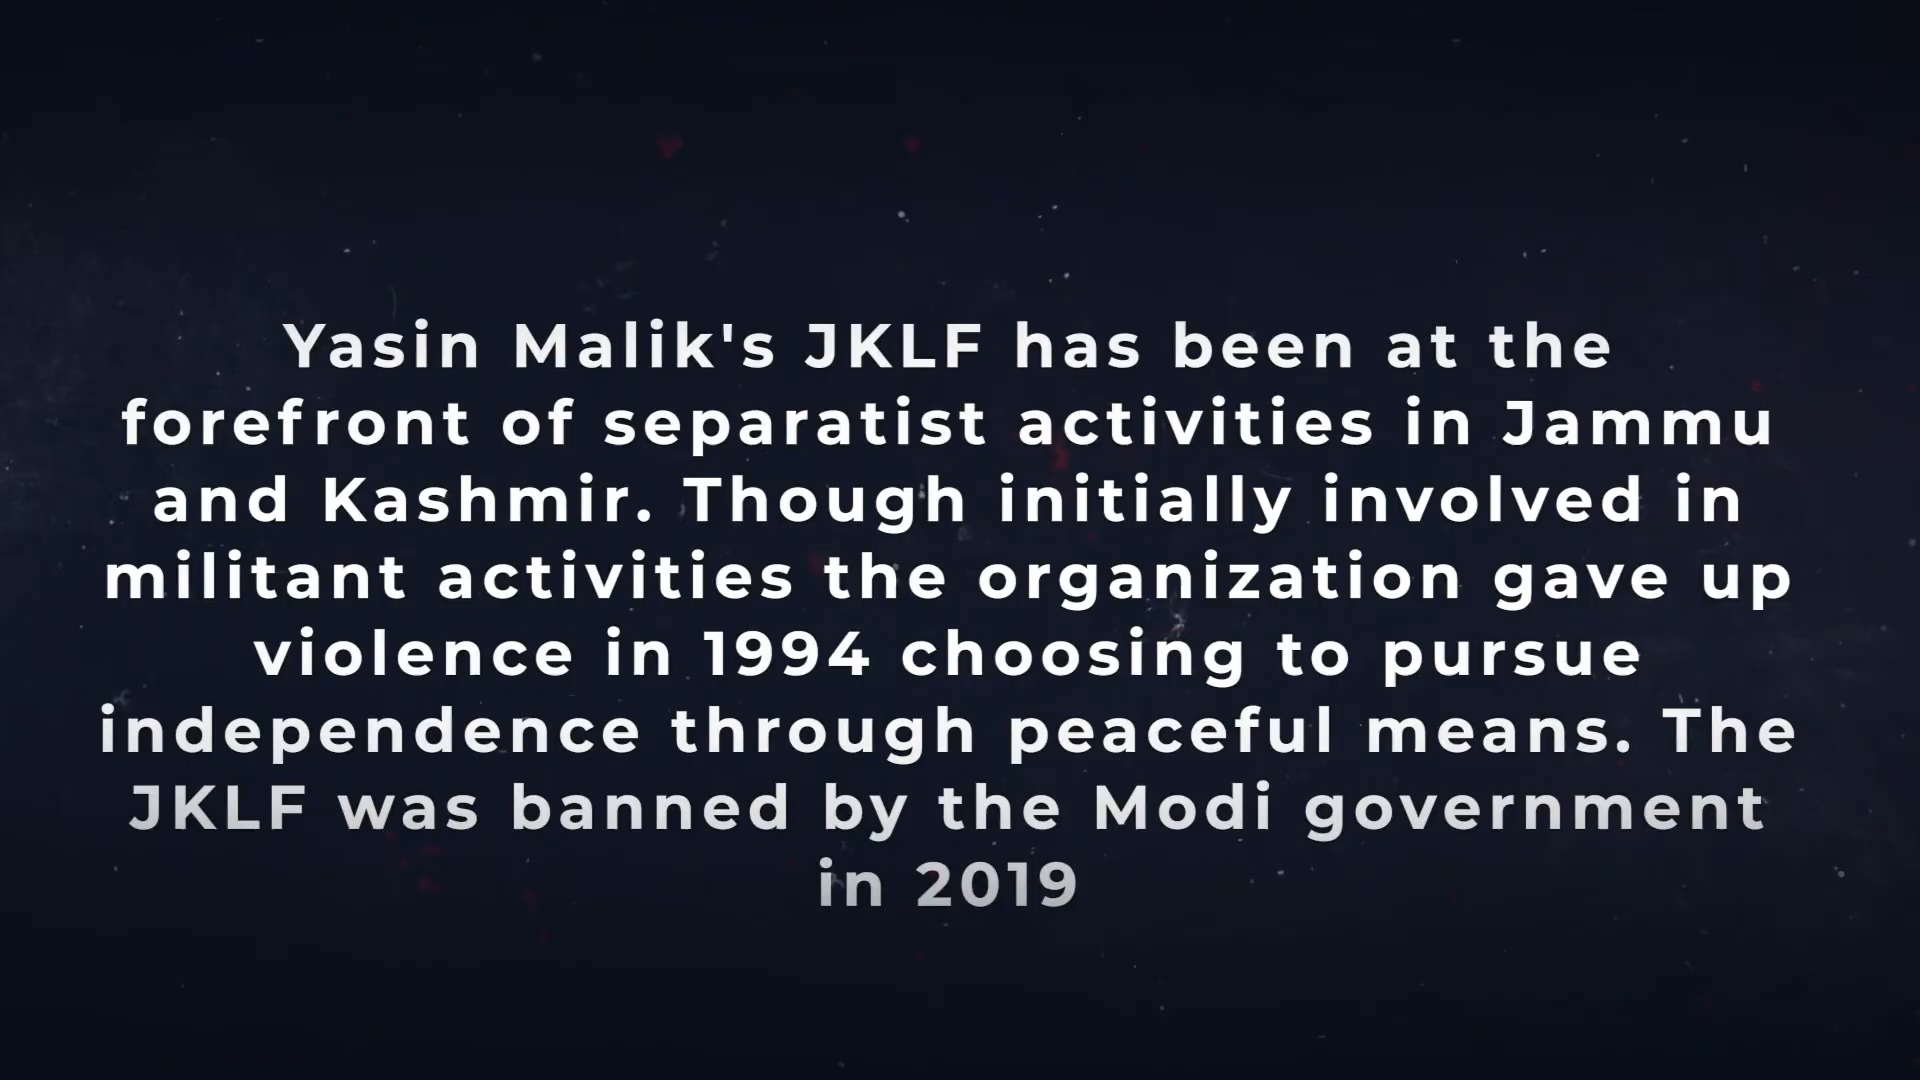 Yasin Malik's JKLF has been at the
forefront of separatist activities in Jammu
and Kashmir. Though initially involved in
militant activities the organization gave up
violence in 1994 choosing to pursue
independence through peaceful means. The
JKLF was banned by the Modi government
in 2019